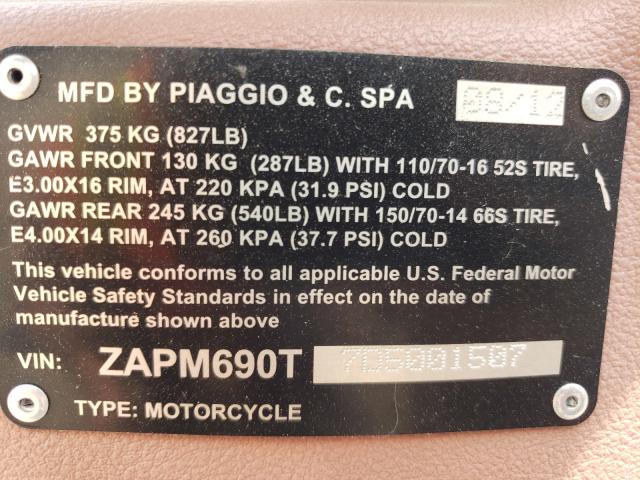 MFD BY PIAGGIO & C. SPA 08/12
GVWR 375 KG (827LB)
GAWR FRONT 130 KG (287LB) WITH 110/70-16 52S TIRE,
E3.00X16 RIM, AT 220 KPA (31.9 PSI) COLD
GAWR REAR 245 KG (540LB) WITH 150/70-14 66S TIRE,
E4.00X14 RIM, AT 260 KPA (37.7 PSI) COLD
This vehicle conforms to all applicable U.S. Federal Motor
Vehicle Safety Standards in effect on the date of
manufacture shown above
VIN: ZAPM690T 7D5001507
TYPE: MOTORCYCLE